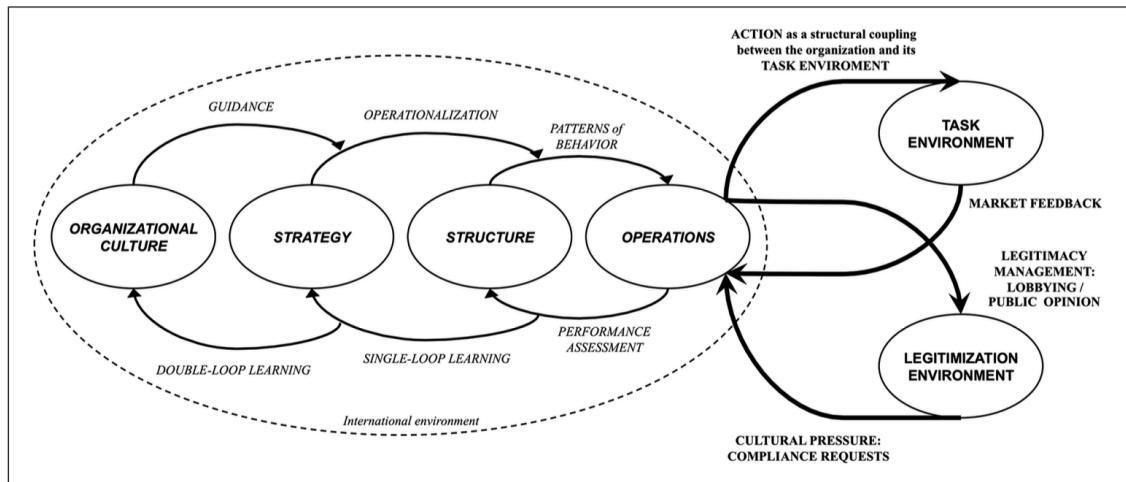 ACTION as a structural coupling
between the organization and its
TASK ENVIROMENT
GUIDANCE
OPERATIONALIZATION
PATTERNS of
BEHAVIOR
TASK
ENVIRONMENT
ORGANIZATIONAL
CULTURE
STRATEGY
STRUCTURE
OPERATIONS
MARKET FEEDBACK
LEGITIMACY
MANAGEMENT:
LOBBYING /
PUBLIC OPINION
PERFORMANCE
ASSESSMENT
SINGLE-LOOP LEARNING
DOUBLE-LOOP LEARNING
LEGITIMIZATION
ENVIRONMENT
International environment
CULTURAL PRESSURE:
COMPLIANCE REQUESTS